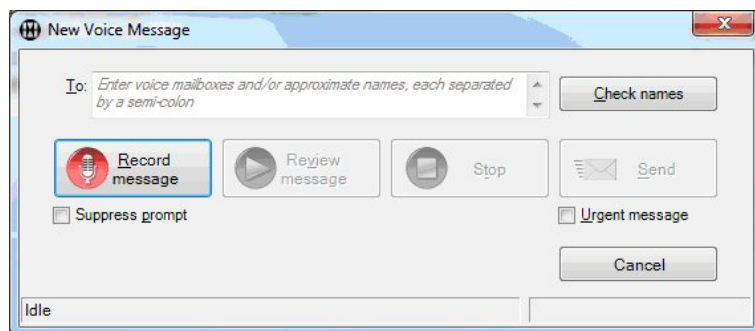 New Voice Message
To:
Enter voice mailboxes and/or approximate names, each separated
by a semi-colon
Check names
Record
message
Review
message
Stop
Send
Suppress prompt
Urgent message
Cancel
Idle